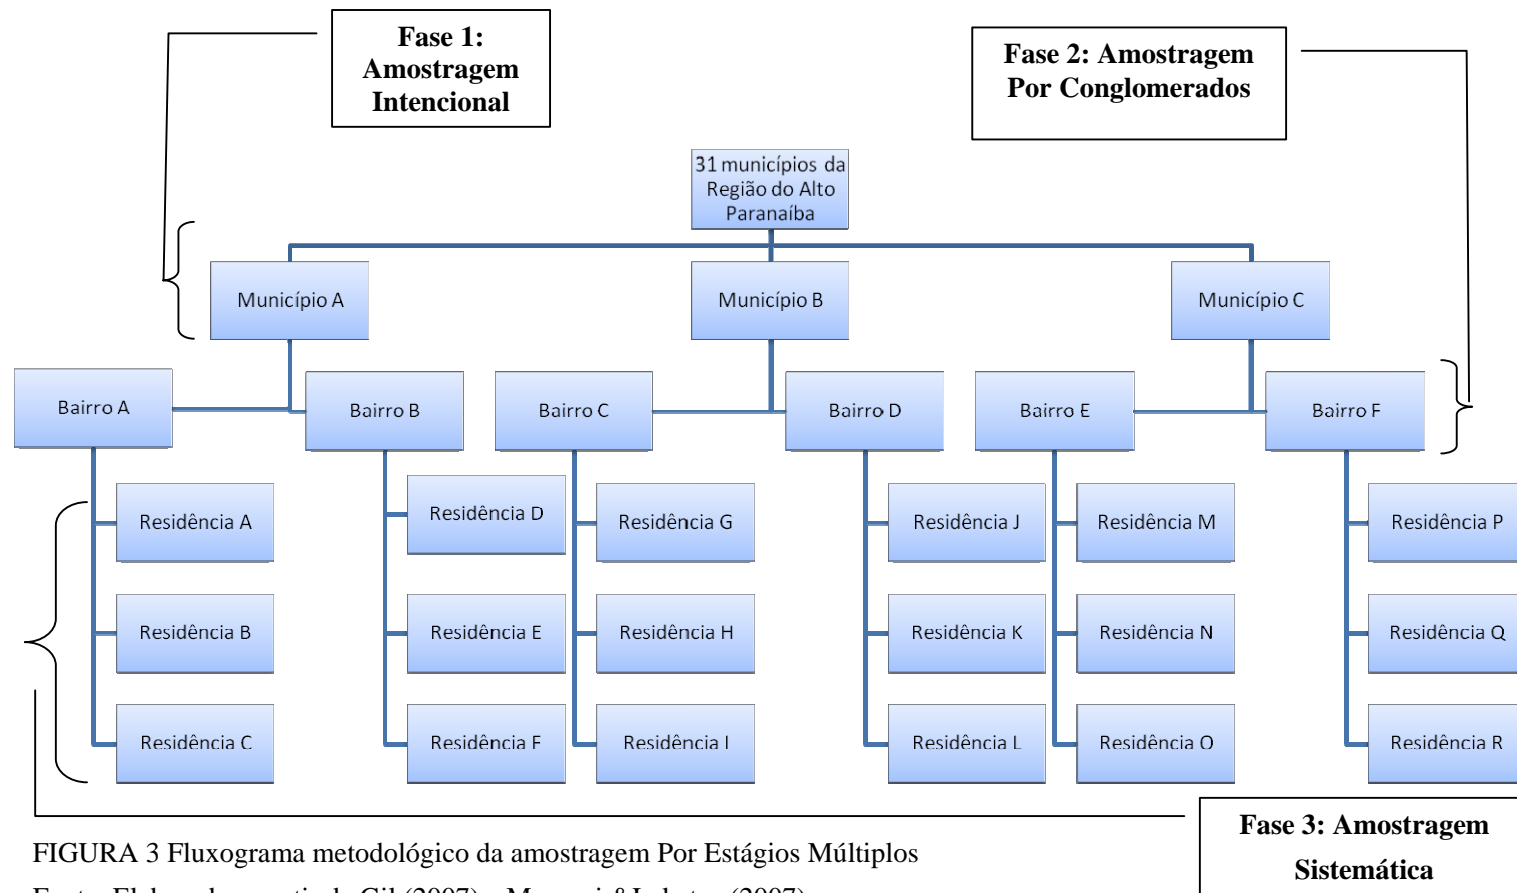 Fase 1:
Amostragem
Intencional
Fase 2: Amostragem
Por Conglomerados
31 municípios da
Região do Alto
Paranaíba
Município A
Município B
Município C
Bairro A
Bairro B
Bairro C
Bairro D
Bairro E
Bairro F
Residência A
Residência B
Residência C
Residência D
Residência E
Residência F
Residência G
Residência H
Residência I
Residência J
Residência K
Residência L
Residência M
Residência N
Residência O
Residência P
Residência Q
Residência R
Fase 3: Amostragem
Sistemática
FIGURA 3 Fluxograma metodológico da amostragem Por Estágios Múltiplos
(2007)
(2007)